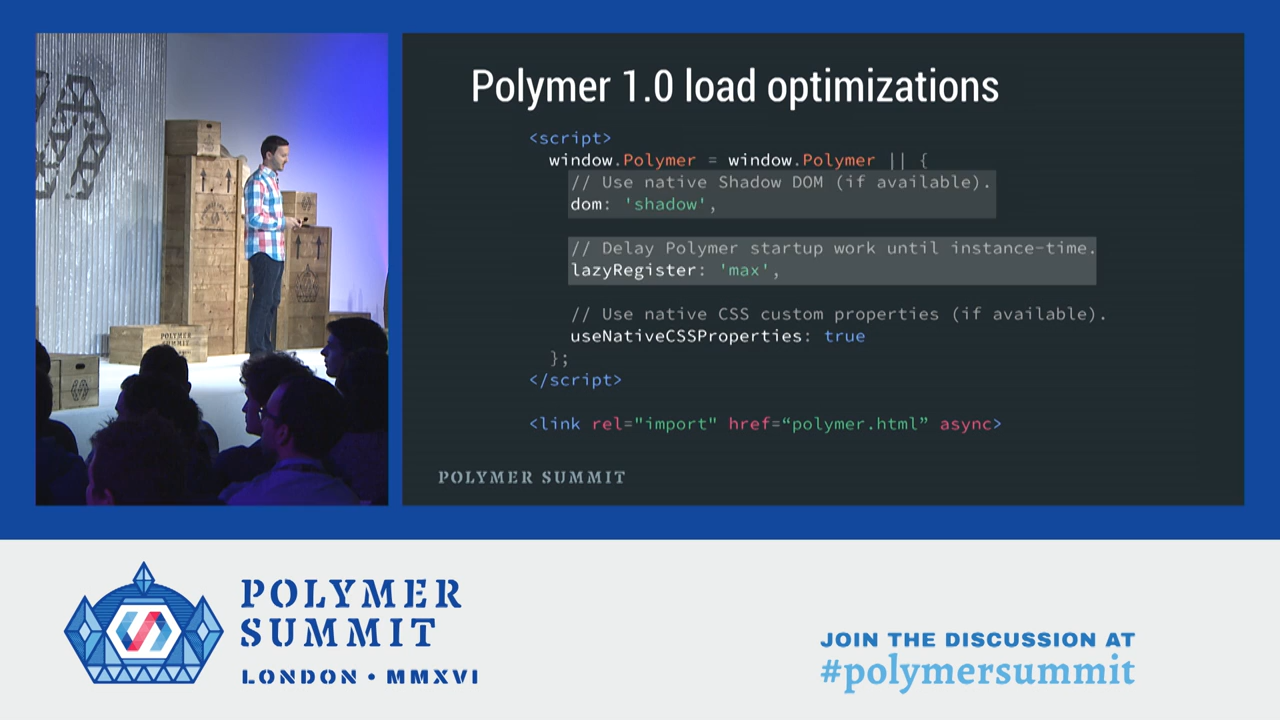 Polymer 1.0 load optimizations
<script>
window.Polymer = window.Polymer || {
// Use native Shadow DOM (if available).
dom: 'shadow',
// Delay Polymer startup work until instance-time.
lazyRegister: 'max',
// Use native CSS custom properties (if available).
useNativeCSSProperties: true
};
</script>
<link rel="import" href=“polymer.html” async>
POLYMER SUMMIT
POLYMER
SUMMIT
POLYMER
SUMMIT
LONDON • MMXVI
JOIN THE DISCUSSION AT
#polymersummit